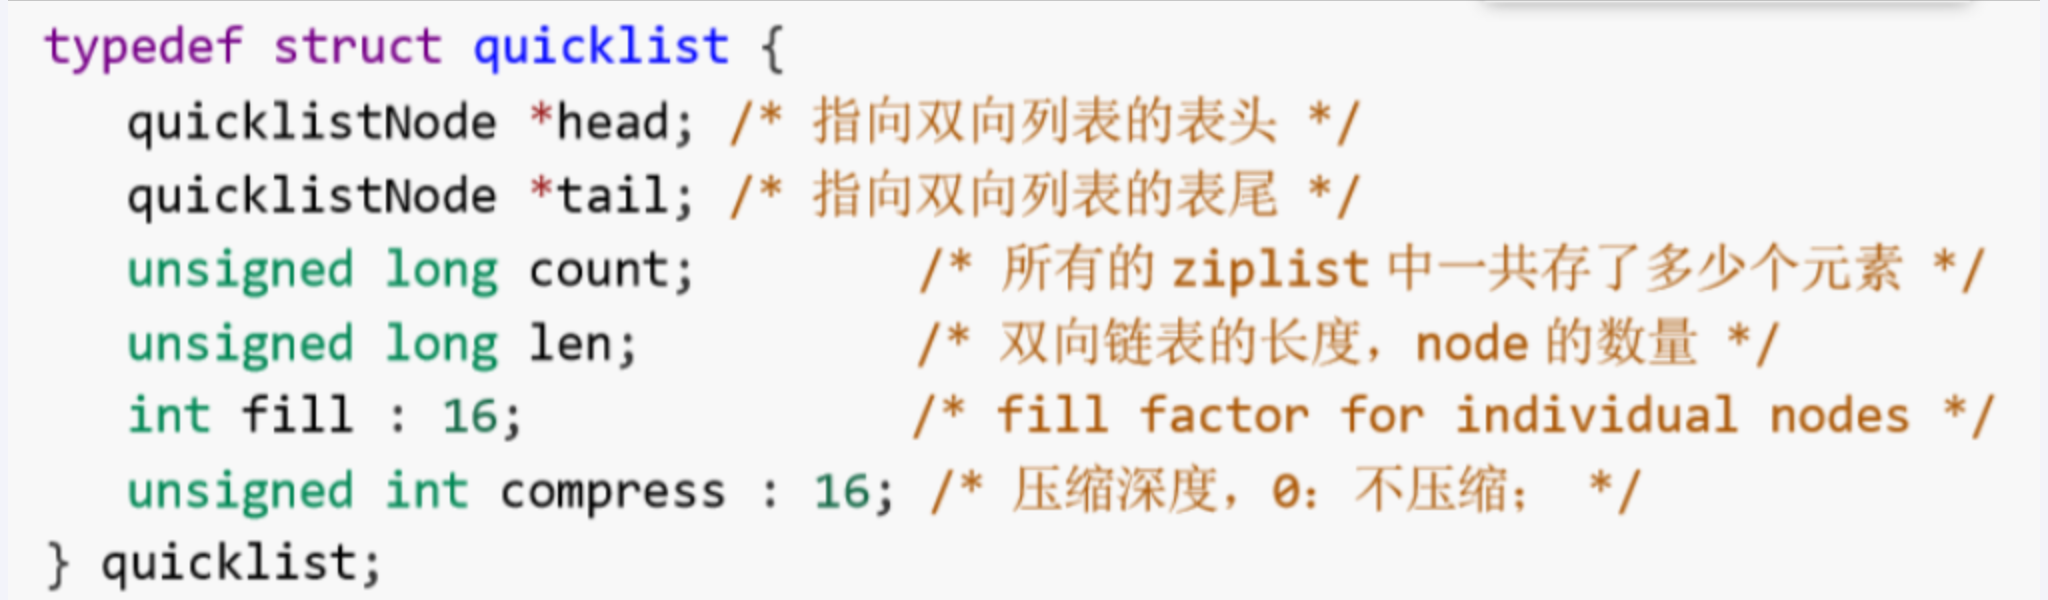 typedef struct quicklist {
quicklistNode *head; /* 指向双向列表的表头 */
quicklistNode *tail; /* 指向双向列表的表尾 */
unsigned long count; /* 所有的 ziplist 中一共存了多少个元素 */
unsigned long len; /* 双向链表的长度，node 的数量 */
int fill : 16; /* fill factor for individual nodes */
unsigned int compress : 16; /* 压缩深度，0：不压缩； */
} quicklist;